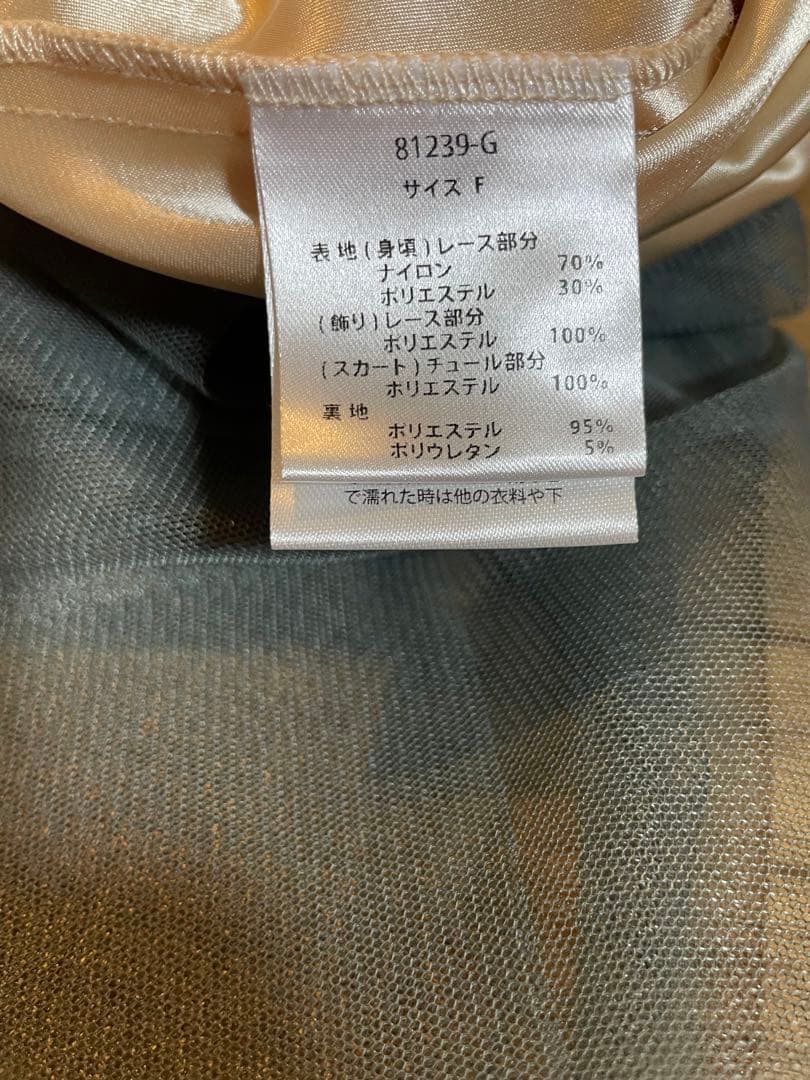 81239-G
サイズ F
表地(身頃)レース部分
ナイロン 70%
ポリエステル 30%
(飾り)レース部分
ポリエステル 100%
(スカート)チュール部分
ポリエステル 100%
裏地
ポリエステル 95%
ポリウレタン 5%
で濡れた時は他の衣料や下